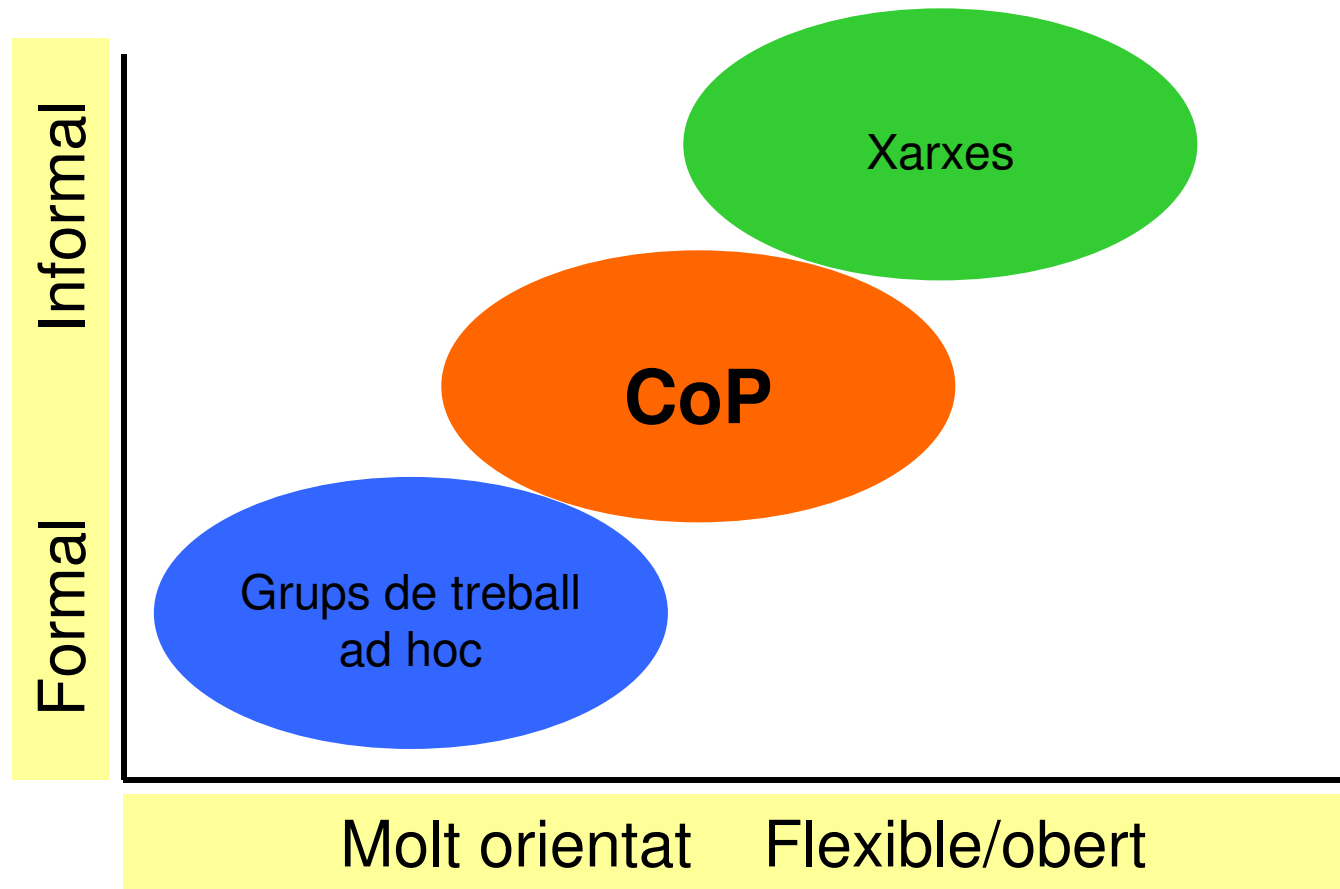 Informal
Xarxes
CoP
Formal
Grups de treball
ad hoc
Molt orientat Flexible/obert